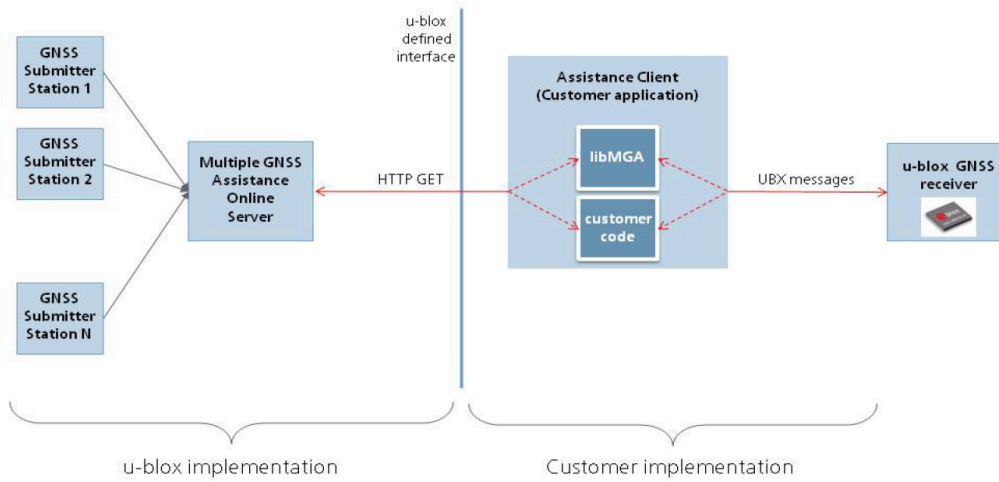 u-blox
defined
interface
GNSS
Submitter
Station 1
GNSS
Submitter
Station 2
GNSS
Submitter
Station N
Multiple GNSS
Assistance
Online
Server
HTTP GET
Assistance Client
(Customer application)
libMGA
customer
code
UBX messages
u-blox GNSS
receiver
u-blox implementation
Customer implementation